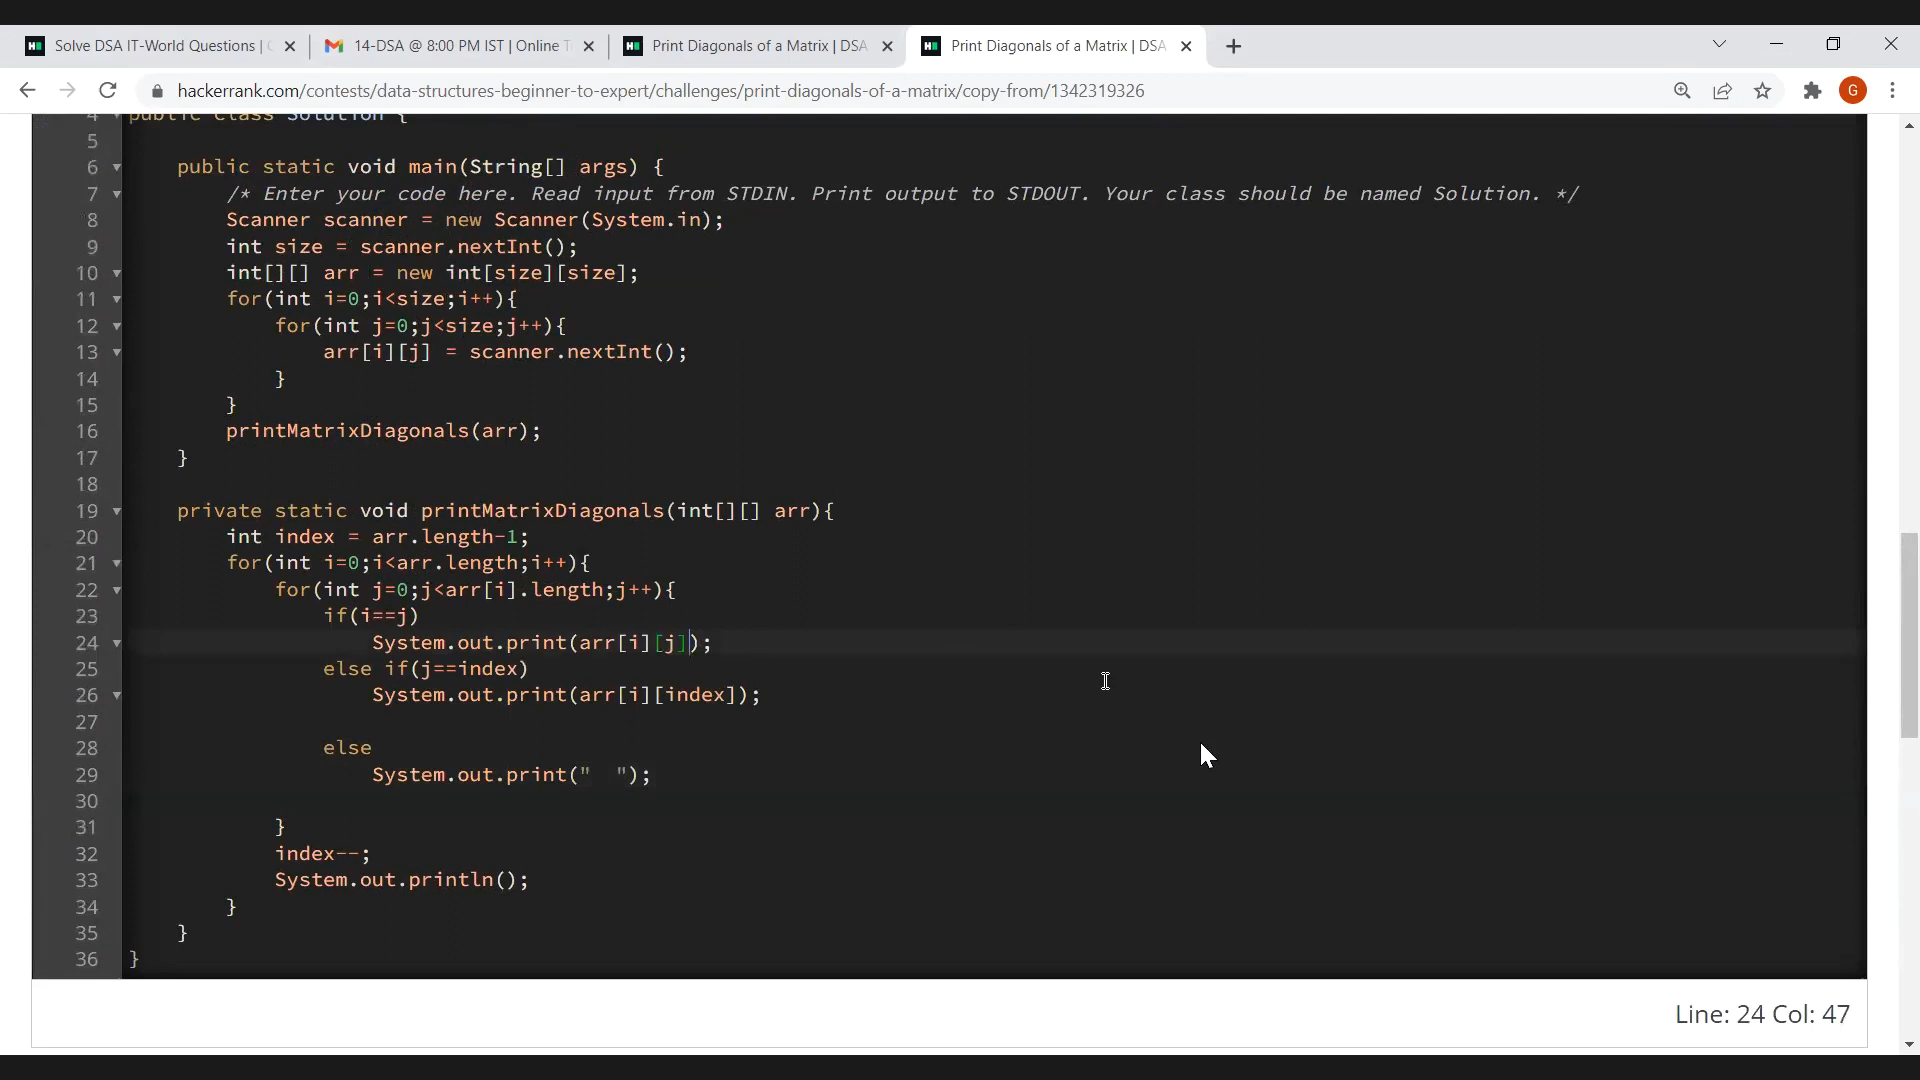 Solve DSA IT-World Questions |
14-DSA @ 8:00 PM IST | Online T
Print Diagonals of a Matrix | DSA
Print Diagonals of a Matrix | DSA
hackerrank.com/contests/data-structures-beginner-to-expert/challenges/print-diagonals-of-a-matrix/copy-from/1342319326
G
4 public class Solution {
5
6 public static void main(String[] args) {
7 /* Enter your code here. Read input from STDIN. Print output to STDOUT. Your class should be named Solution. */
8 Scanner scanner = new Scanner(System.in);
9 int size = scanner.nextInt();
10 int[][] arr = new int[size][size];
11 for(int i=0;i<size;i++){
12 for(int j=0;j<size;j++){
13 arr[i][j] = scanner.nextInt();
14 }
15 }
16 printMatrixDiagonals(arr);
17 }
18
19 private static void printMatrixDiagonals(int[][] arr){
20 int index = arr.length-1;
21 for(int i=0;i<arr.length;i++){
22 for(int j=0;j<arr[i].length;j++){
23 if(i==j)
24 System.out.print(arr[i][j]);
25 else if(j==index)
26 System.out.print(arr[i][index]);
27
28 else
29 System.out.print("  ");
30
31 }
32 index--;
33 System.out.println();
34 }
35 }
36 }
Line: 24 Col: 47